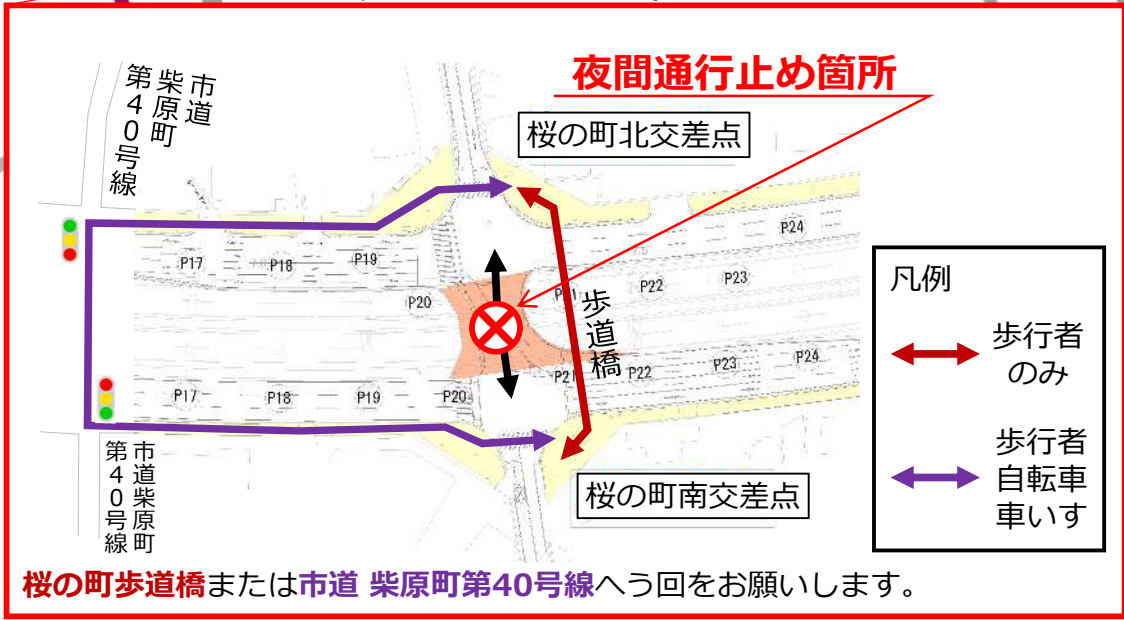 夜間通行止め箇所
市道
柴原町
第40号線
桜の町北交差点
P24
P17
P18
P19
P23
P22
P20
P21
歩道橋
P24
P23
P22
P21
P17
P18
P19
P20
桜の町南交差点
市道柴原町
第40号線
凡例
歩行者
のみ
歩行者
自転車
車いす
桜の町歩道橋または市道 柴原町第40号線へう回をお願いします。